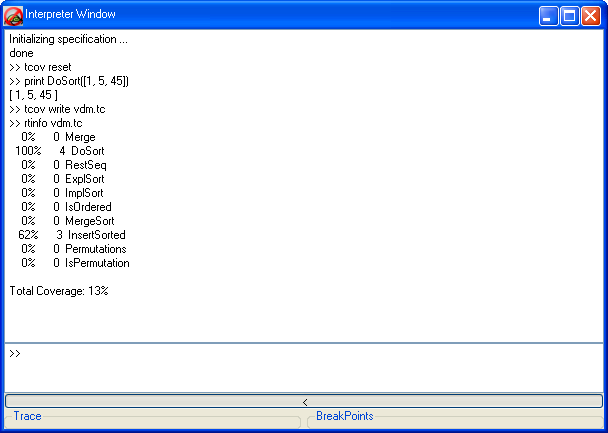 Interpreter Window
Initializing specification ...
done
>> tcov reset
>> print DoSort([1, 5, 45])
[ 1, 5, 45 ]
>> tcov write vdm.tc
>> rtinfo vdm.tc
0% 0 Merge
100% 4 DoSort
0% 0 RestSeq
0% 0 ExplSort
0% 0 ImplSort
0% 0 IsOrdered
0% 0 MergeSort
62% 3 InsertSorted
0% 0 Permutations
0% 0 IsPermutation
Total Coverage: 13%
>>
<
Trace BreakPoints